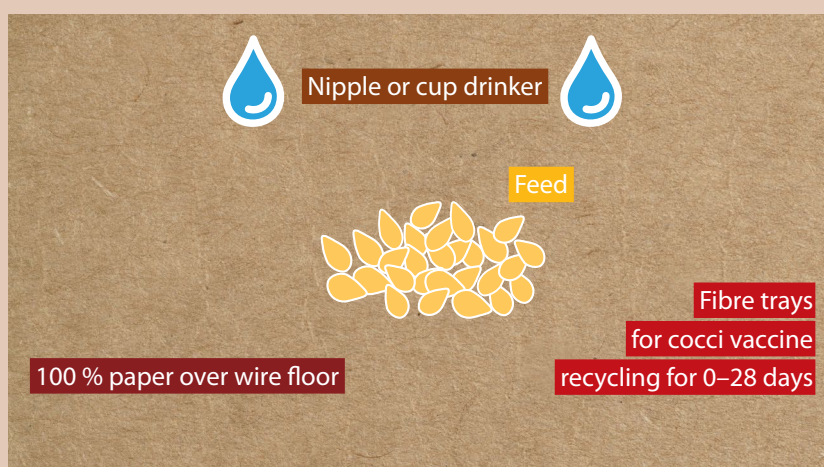 Nipple or cup drinker
Feed
Fibre trays
for cocci vaccine
recycling for 0–28 days
100 % paper over wire floor